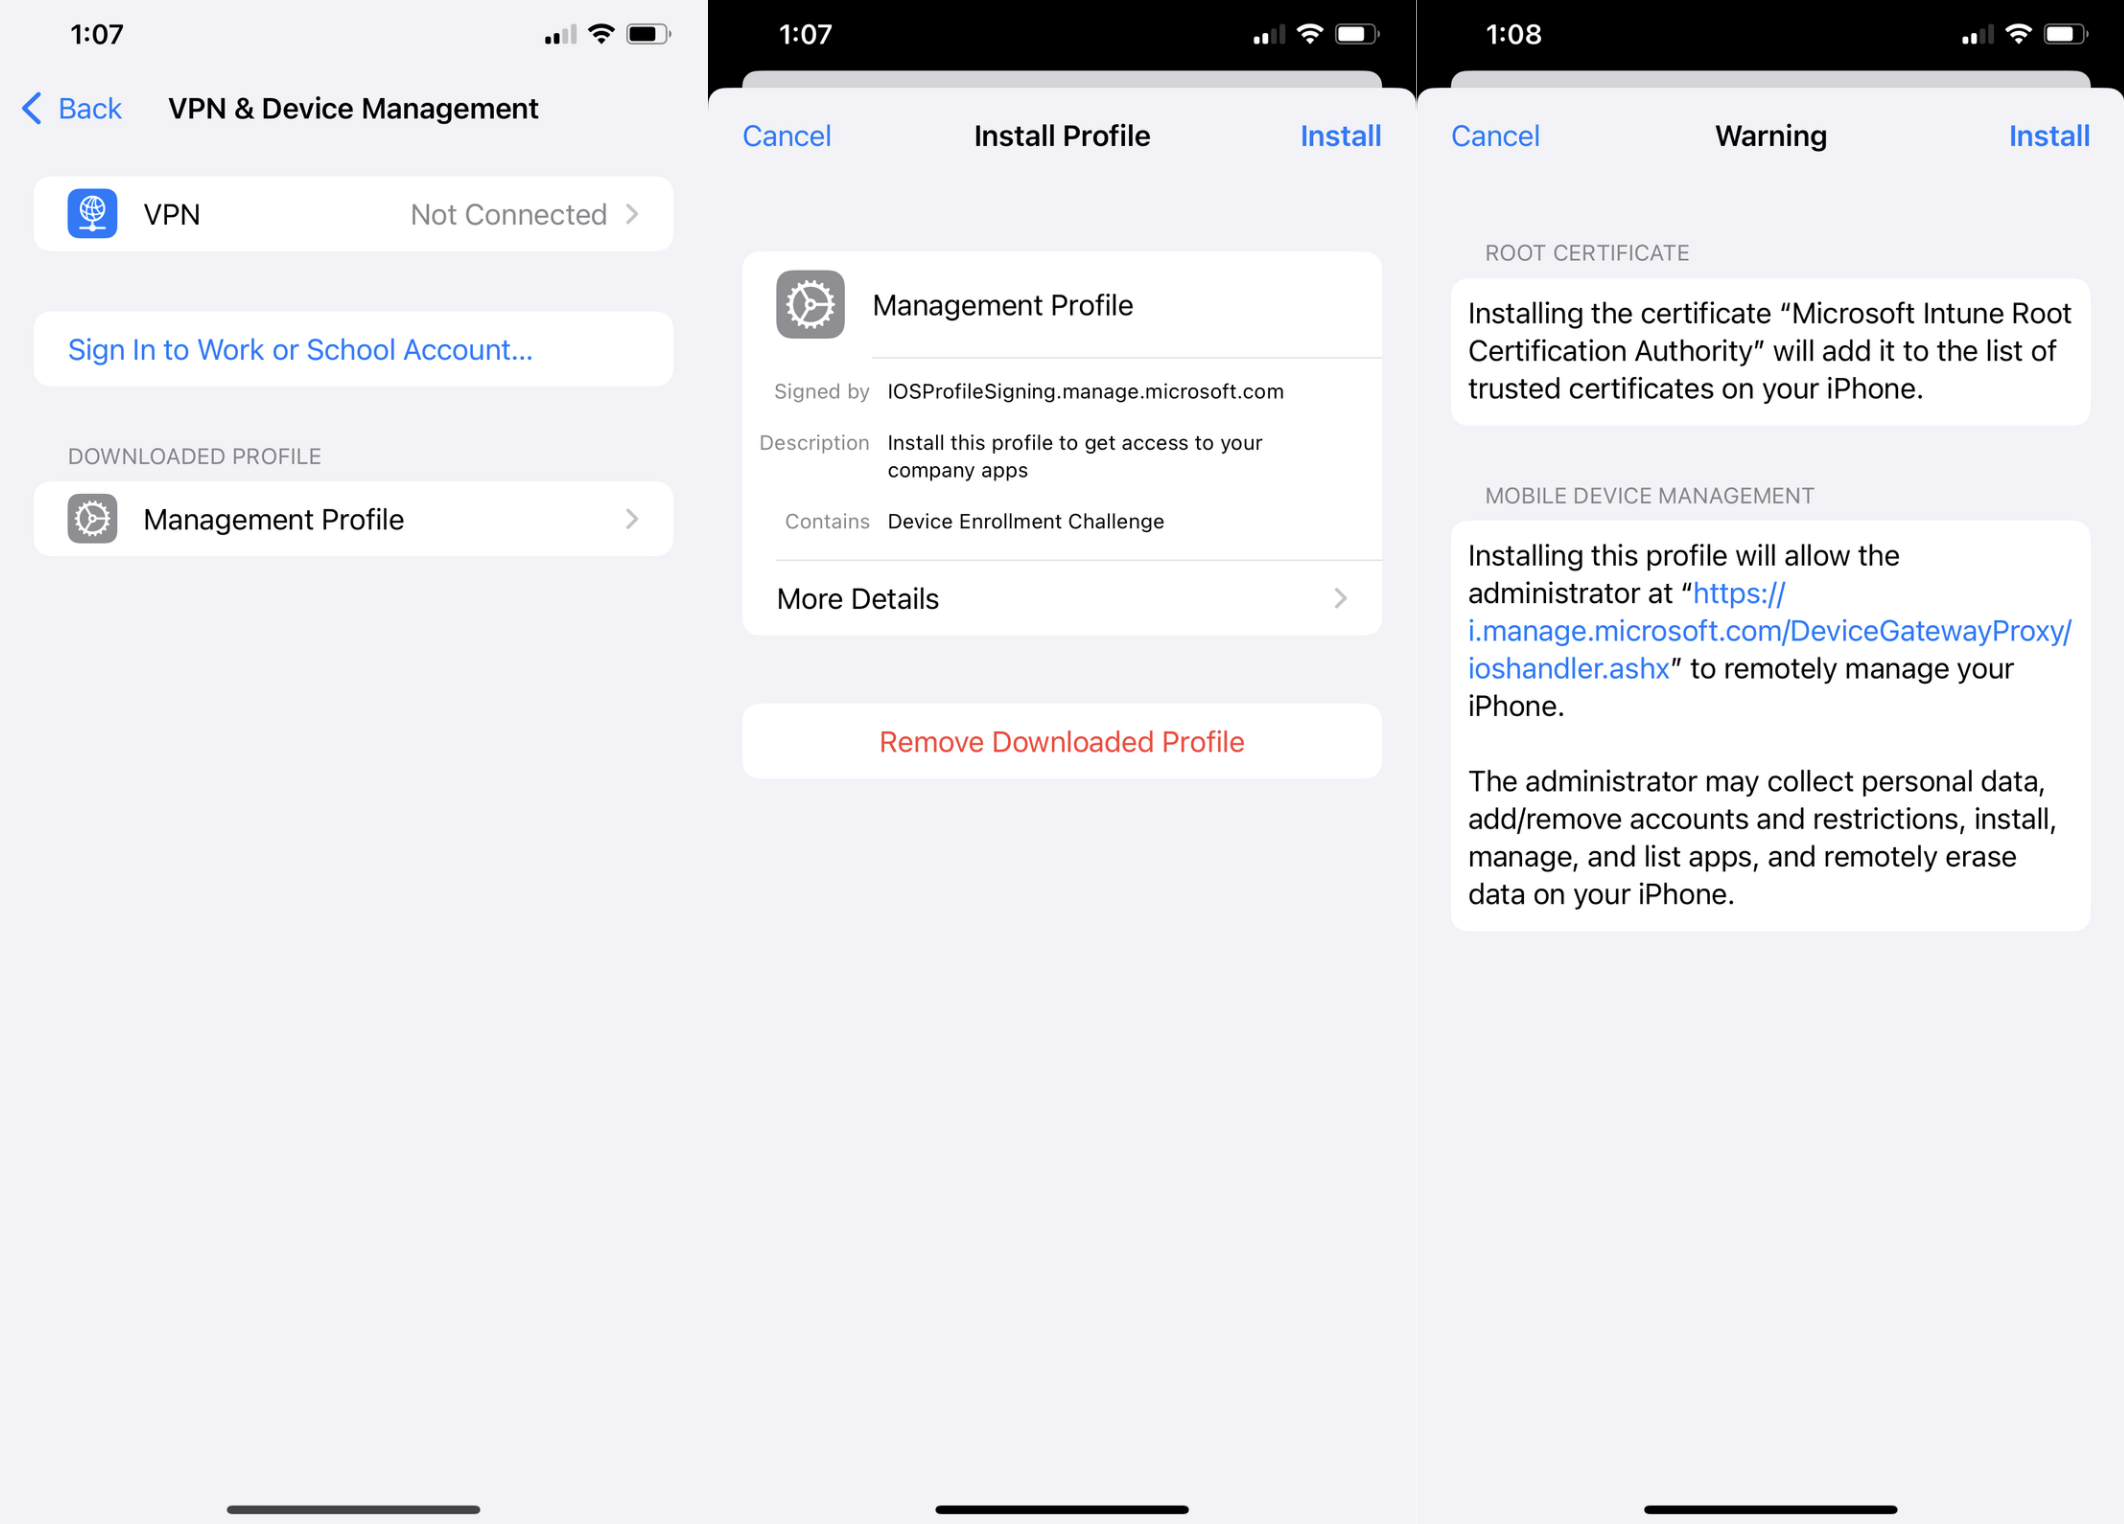 1:07
Back
VPN & Device Management
VPN
Not Connected
Sign In to Work or School Account...
DOWNLOADED PROFILE
Management Profile
1:07
Cancel
Install Profile
Install
Management Profile
Signed by IOSProfileSigning.manage.microsoft.com
Description Install this profile to get access to your
company apps
Contains Device Enrollment Challenge
More Details
Remove Downloaded Profile
1:08
Cancel
Warning
Install
ROOT CERTIFICATE
Installing the certificate “Microsoft Intune Root
Certification Authority” will add it to the list of
trusted certificates on your iPhone.
MOBILE DEVICE MANAGEMENT
Installing this profile will allow the
administrator at “https://
i.manage.microsoft.com/DeviceGatewayProxy/
ioshandler.ashx” to remotely manage your
iPhone.
The administrator may collect personal data,
add/remove accounts and restrictions, install,
manage, and list apps, and remotely erase
data on your iPhone.